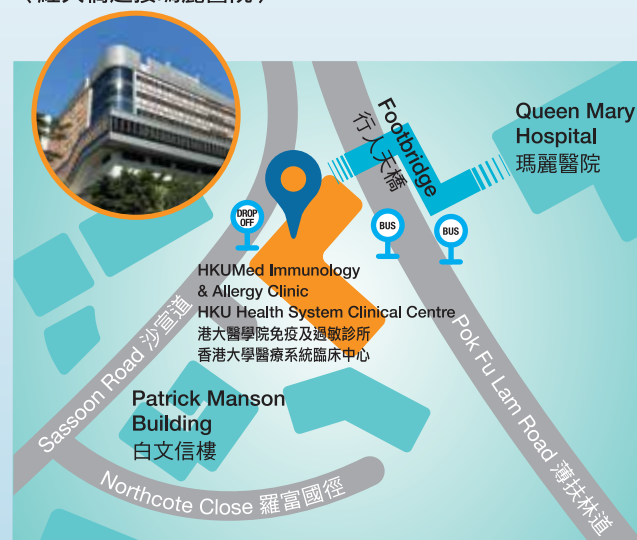 Queen Mary
Hospital
瑪麗醫院
Footbridge
行人天橋
DROP
OFF
BUS
BUS
HKUMed Immunology
& Allergy Clinic
HKU Health System Clinical Centre
港大醫學院免疫及過敏診所
香港大學醫療系統臨床中心
Sassoon Road 沙宣道
Pok Fu Lam Road 薄扶林道
Patrick Manson
Building
白文信樓
Northcote Close 羅富國徑